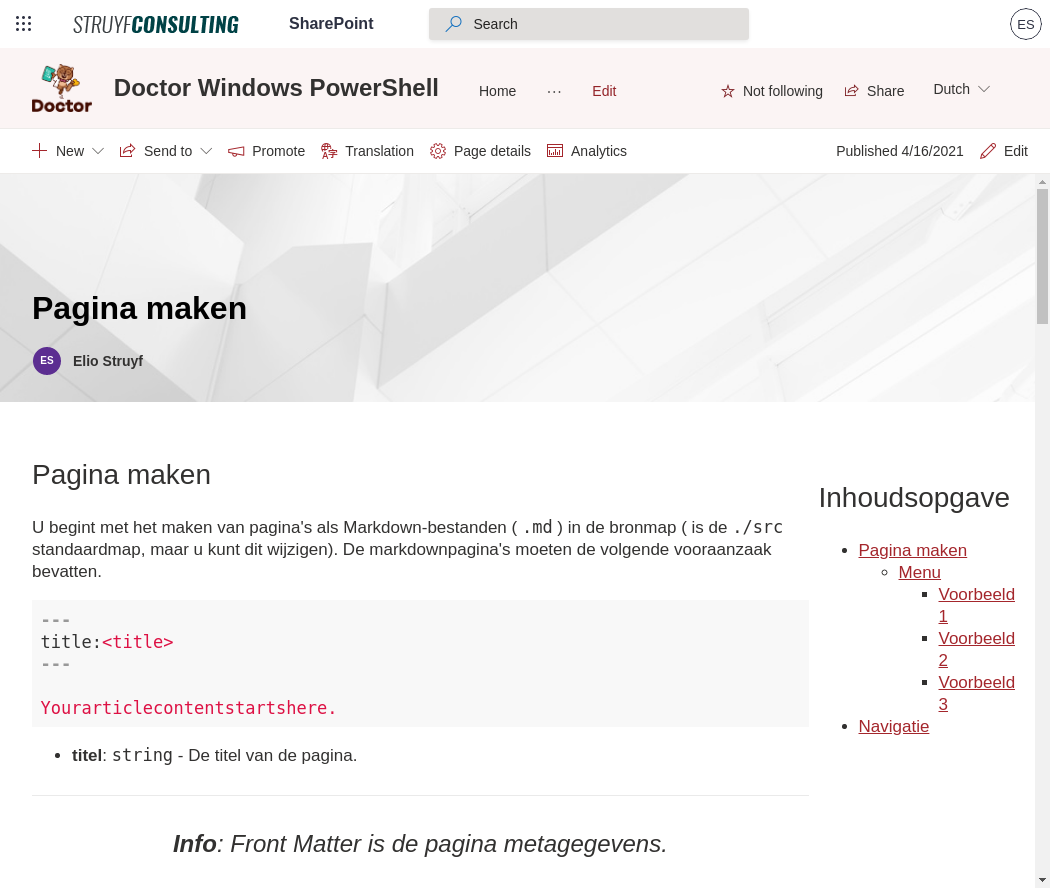 STRUYFCONSULTING SharePoint Search ES
Doctor Doctor Windows PowerShell Home ... Edit Not following Share Dutch
New Send to Promote Translation Page details Analytics Published 4/16/2021 Edit
Pagina maken
ES Elio Struyf
Pagina maken
U begint met het maken van pagina's als Markdown-bestanden ( .md ) in de bronmap ( is de ./src
standaardmap, maar u kunt dit wijzigen). De markdownpagina's moeten de volgende vooraanzaak
bevatten.
---
title:<title>
---
Yourarticlecontentstartshere.
• titel: string - De titel van de pagina.
Info: Front Matter is de pagina metagegevens.
Inhoudsopgave
Pagina maken
Menu
Voorbeeld
1
Voorbeeld
2
Voorbeeld
3
Navigatie